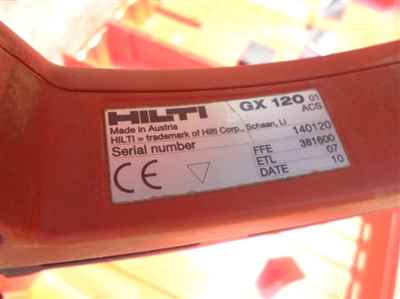 HILTI GX 120 01
ACS
Made in Austria
HILTI = trademark of Hilti Corp., Schaan, LI
Serial number 140120
FFE 381600
ETL 07
DATE 10
CE